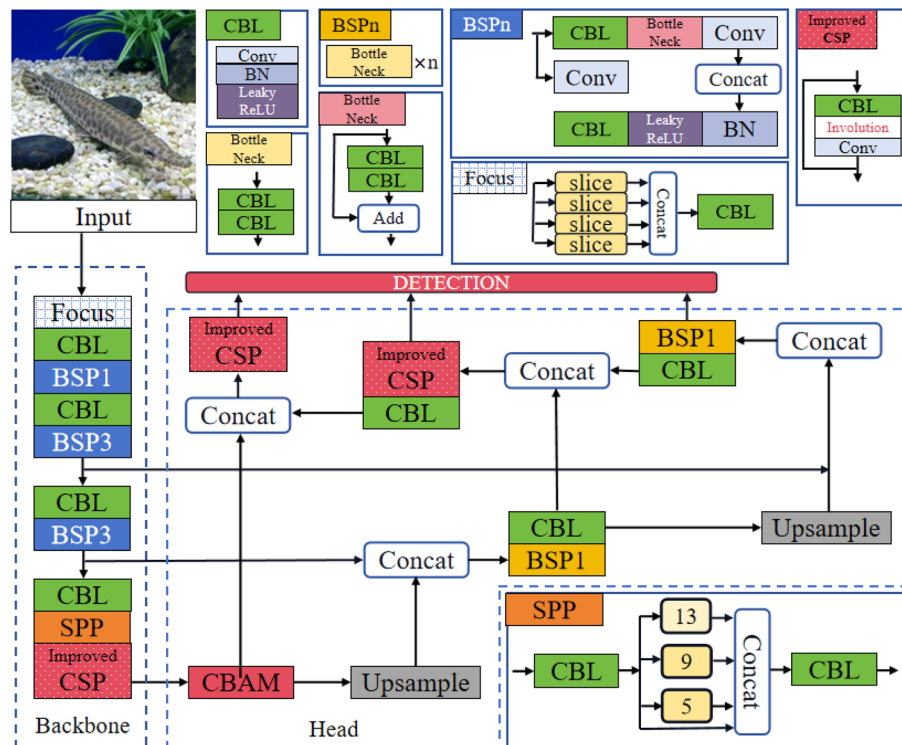 Input
CBL
Conv
BN
Leaky
ReLU
BSPn
Bottle
Neck
×n
Bottle
Neck
CBL
CBL
Bottle
Neck
CBL
CBL
Add
BSPn
CBL
Bottle
Neck
Conv
Conv
Concat
CBL
Leaky
ReLU
BN
Improved
CSP
CBL
Involution
Conv
Focus
slice
slice
slice
slice
Concat
CBL
DETECTION
Focus
CBL
BSP1
CBL
BSP3
CBL
BSP3
CBL
SPP
Improved
CSP
Backbone
Improved
CSP
Concat
Improved
CSP
CBL
Concat
BSP1
CBL
Concat
CBL
BSP1
Upsample
Concat
CBAM
Upsample
Head
SPP
CBL
13
9
5
Concat
CBL